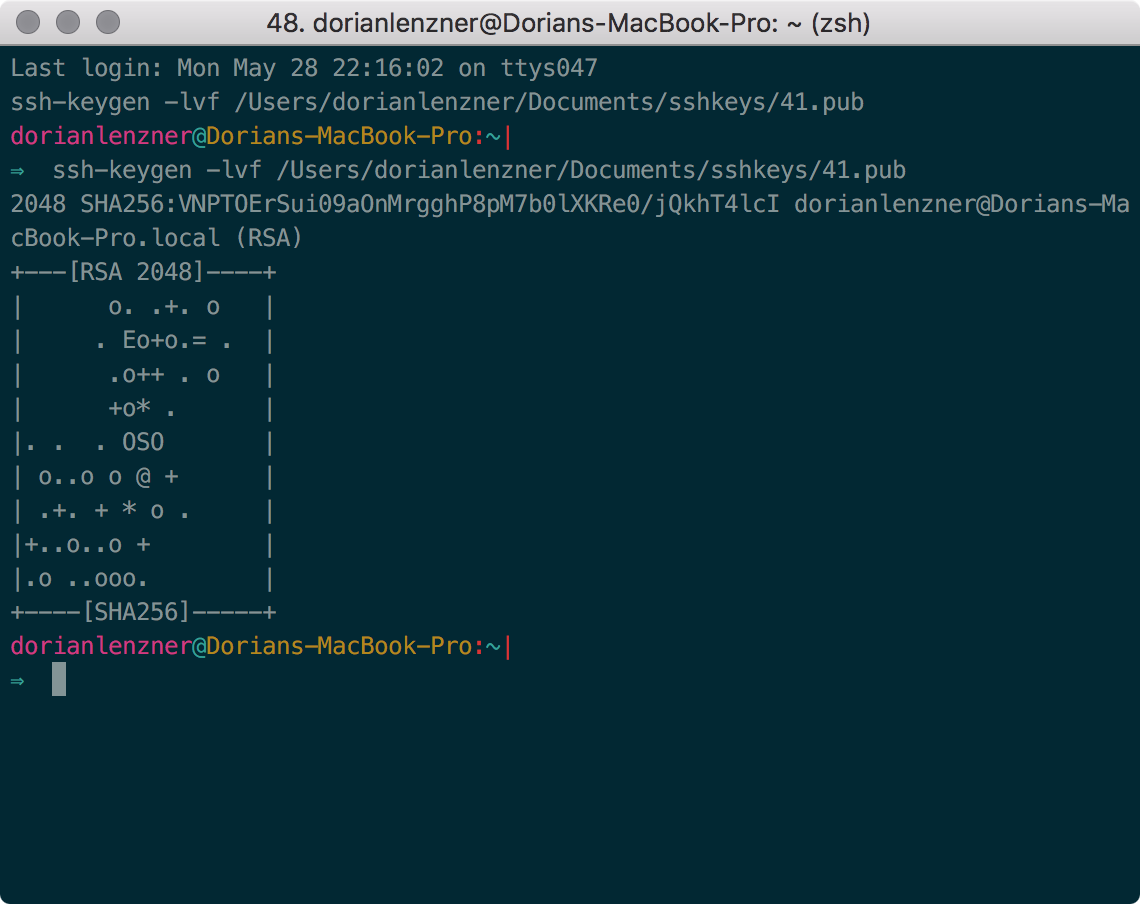 48. dorianlenzner@Dorians-MacBook-Pro: ~ (zsh)
Last login: Mon May 28 22:16:02 on ttys047
ssh-keygen -lvf /Users/dorianlenzner/Documents/sshkeys/41.pub
dorianlenzner@Dorians-MacBook-Pro:~|
⇒  ssh-keygen -lvf /Users/dorianlenzner/Documents/sshkeys/41.pub
2048 SHA256:VNPTOErSui09aOnMrgghP8pM7b0lXKRe0/jQkhT4lcI dorianlenzner@Dorians-Ma
cBook-Pro.local (RSA)
+---[RSA 2048]----+
|      o. .+. o   |
|     . Eo+o.= .  |
|      .o++ . o   |
|      +o* .      |
|. .  . OSO       |
| o..o o @ +      |
| .+. + * o .     |
|+..o..o +        |
|.o ..ooo.        |
+----[SHA256]-----+
dorianlenzner@Dorians-MacBook-Pro:~|
⇒